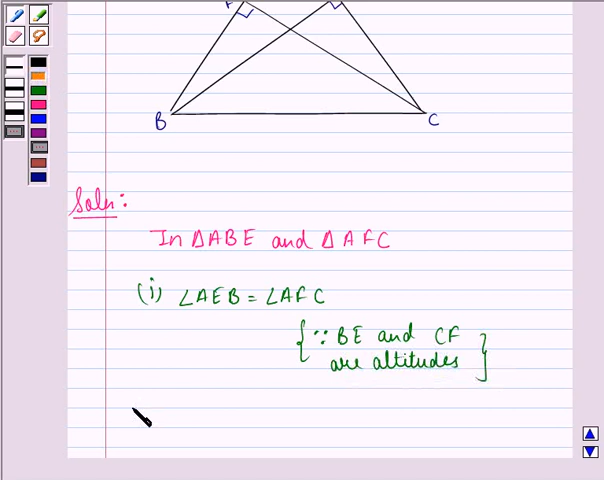 F
B
C
Soln:
In ΔABE and ΔAFC
(i) ∠AEB = ∠AFC
{∵ BE and CF
are altitudes}